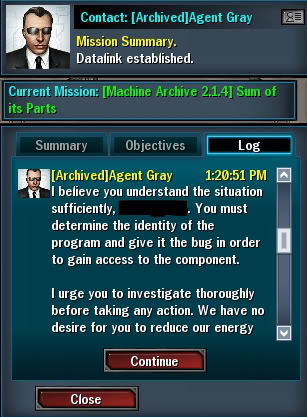 Contact: [Archived]Agent Gray
Mission Summary.
Datalink established.
Current Mission: [Machine Archive 2.1.4] Sum of
its Parts
Summary Objectives Log
[Archived]Agent Gray 1:20:51 PM
I believe you understand the situation
sufficiently, . You must
determine the identity of the
program and give it the bug in order
to gain access to the component.
I urge you to investigate thoroughly
before taking any action. We have no
desire for you to reduce our energy
Continue
Close